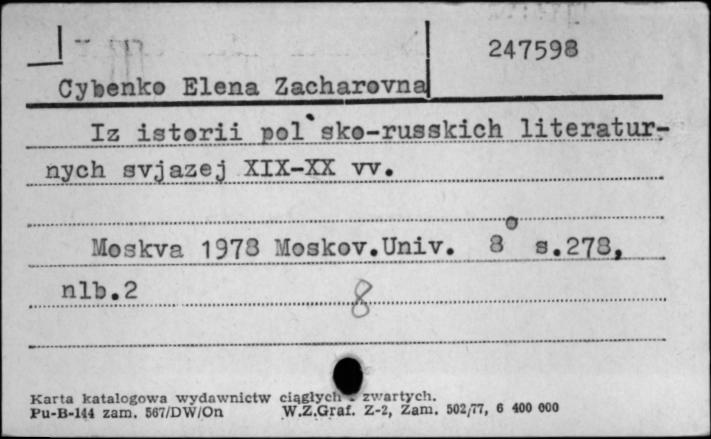 247598
Cybenko Elena Zacharovna
Iz istorii pol`sko-russkich literatur-
nych svjazej XIX-XX vv.
Moskva 1978 Moskov.Univ. 8° s.278,
nlb.2
8
Karta katalogowa wydawnictw ciągłych - zwartych.
Pu-B-144 zam. 567/DW/On W.Z.Graf. Z-2, Zam. 502/77, 6 400 000